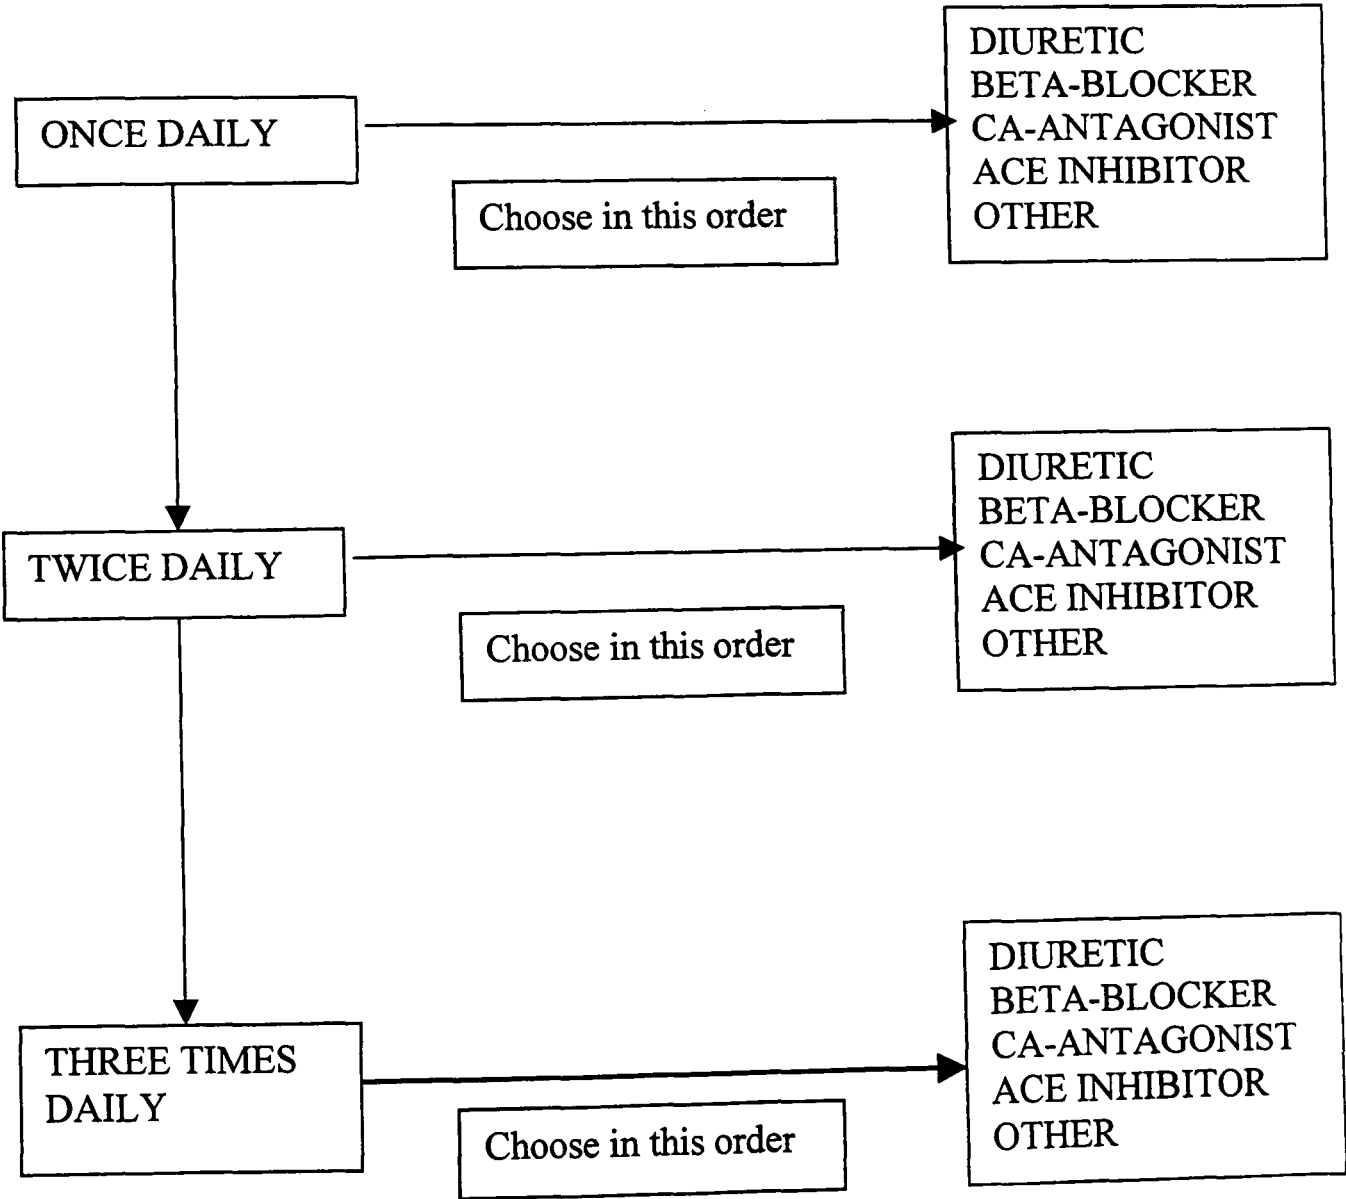 ONCE DAILY
Choose in this order
DIURETIC
BETA-BLOCKER
CA-ANTAGONIST
ACE INHIBITOR
OTHER
TWICE DAILY
Choose in this order
DIURETIC
BETA-BLOCKER
CA-ANTAGONIST
ACE INHIBITOR
OTHER
THREE TIMES
DAILY
Choose in this order
DIURETIC
BETA-BLOCKER
CA-ANTAGONIST
ACE INHIBITOR
OTHER